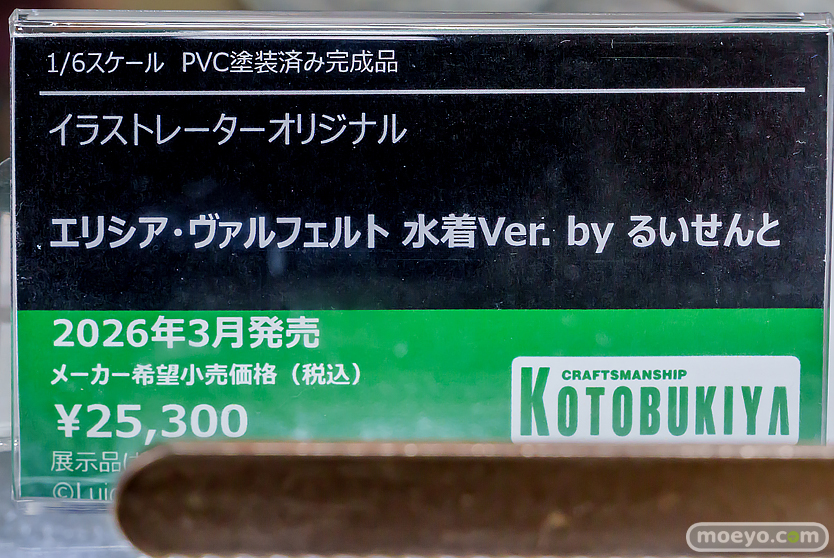 1/6スケール PVC塗装済み完成品
イラストレーターオリジナル
エリシア・ヴァルフェルト 水着Ver. by るいせんと
2026年3月発売
メーカー希望小売価格（税込）
¥25,300
CRAFTSMANSHIP
KOTOBUKIYA
展示品は
moeyo.com